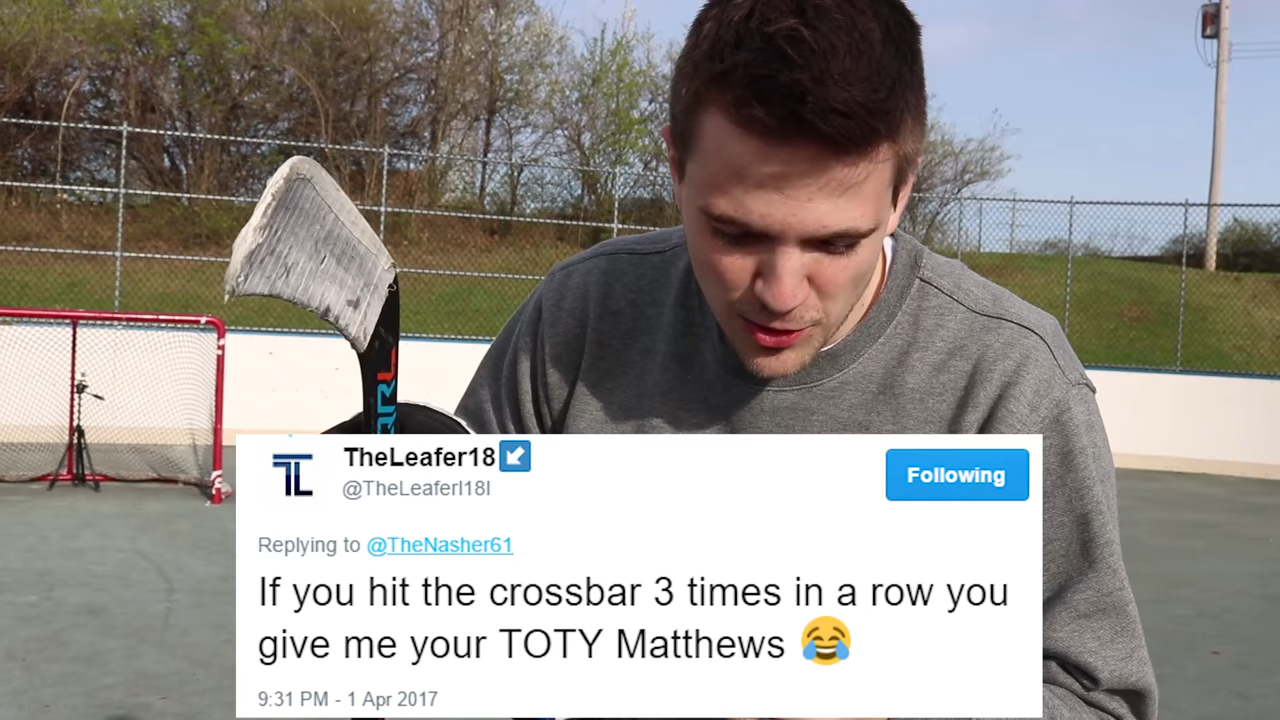 TheLeafer18
@TheLeaferI18I
Following
Replying to @TheNasher61
If you hit the crossbar 3 times in a row you
give me your TOTY Matthews 😂
9:31 PM - 1 Apr 2017
TL